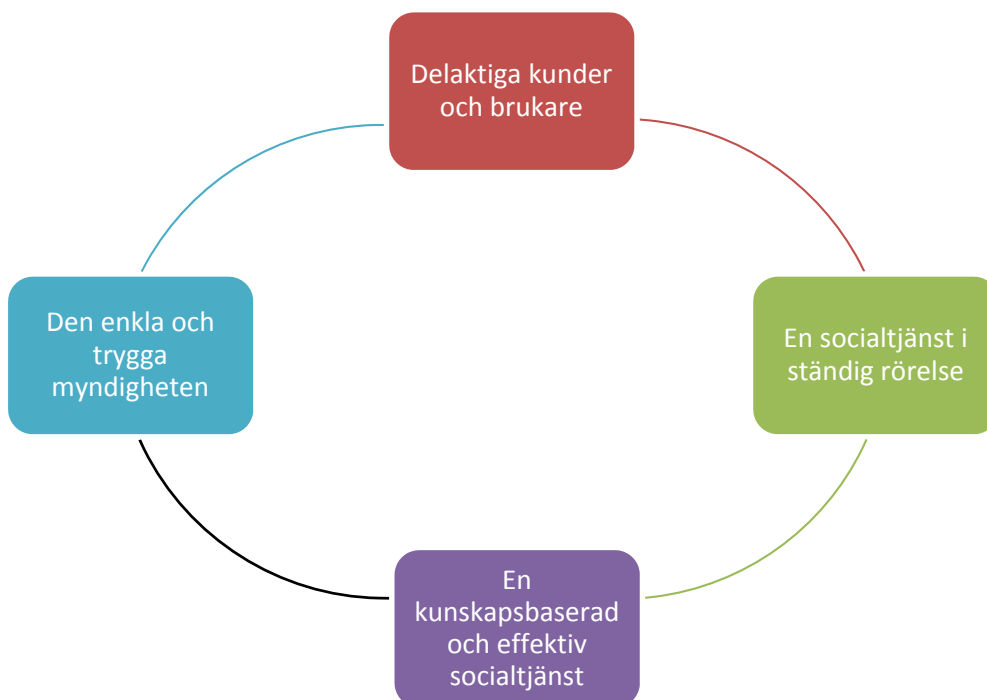 Delaktiga kunder
och brukare
Den enkla och
trygga
myndigheten
En socialtjänst i
ständig rörelse
En
kunskapsbaserad
och effektiv
socialtjänst